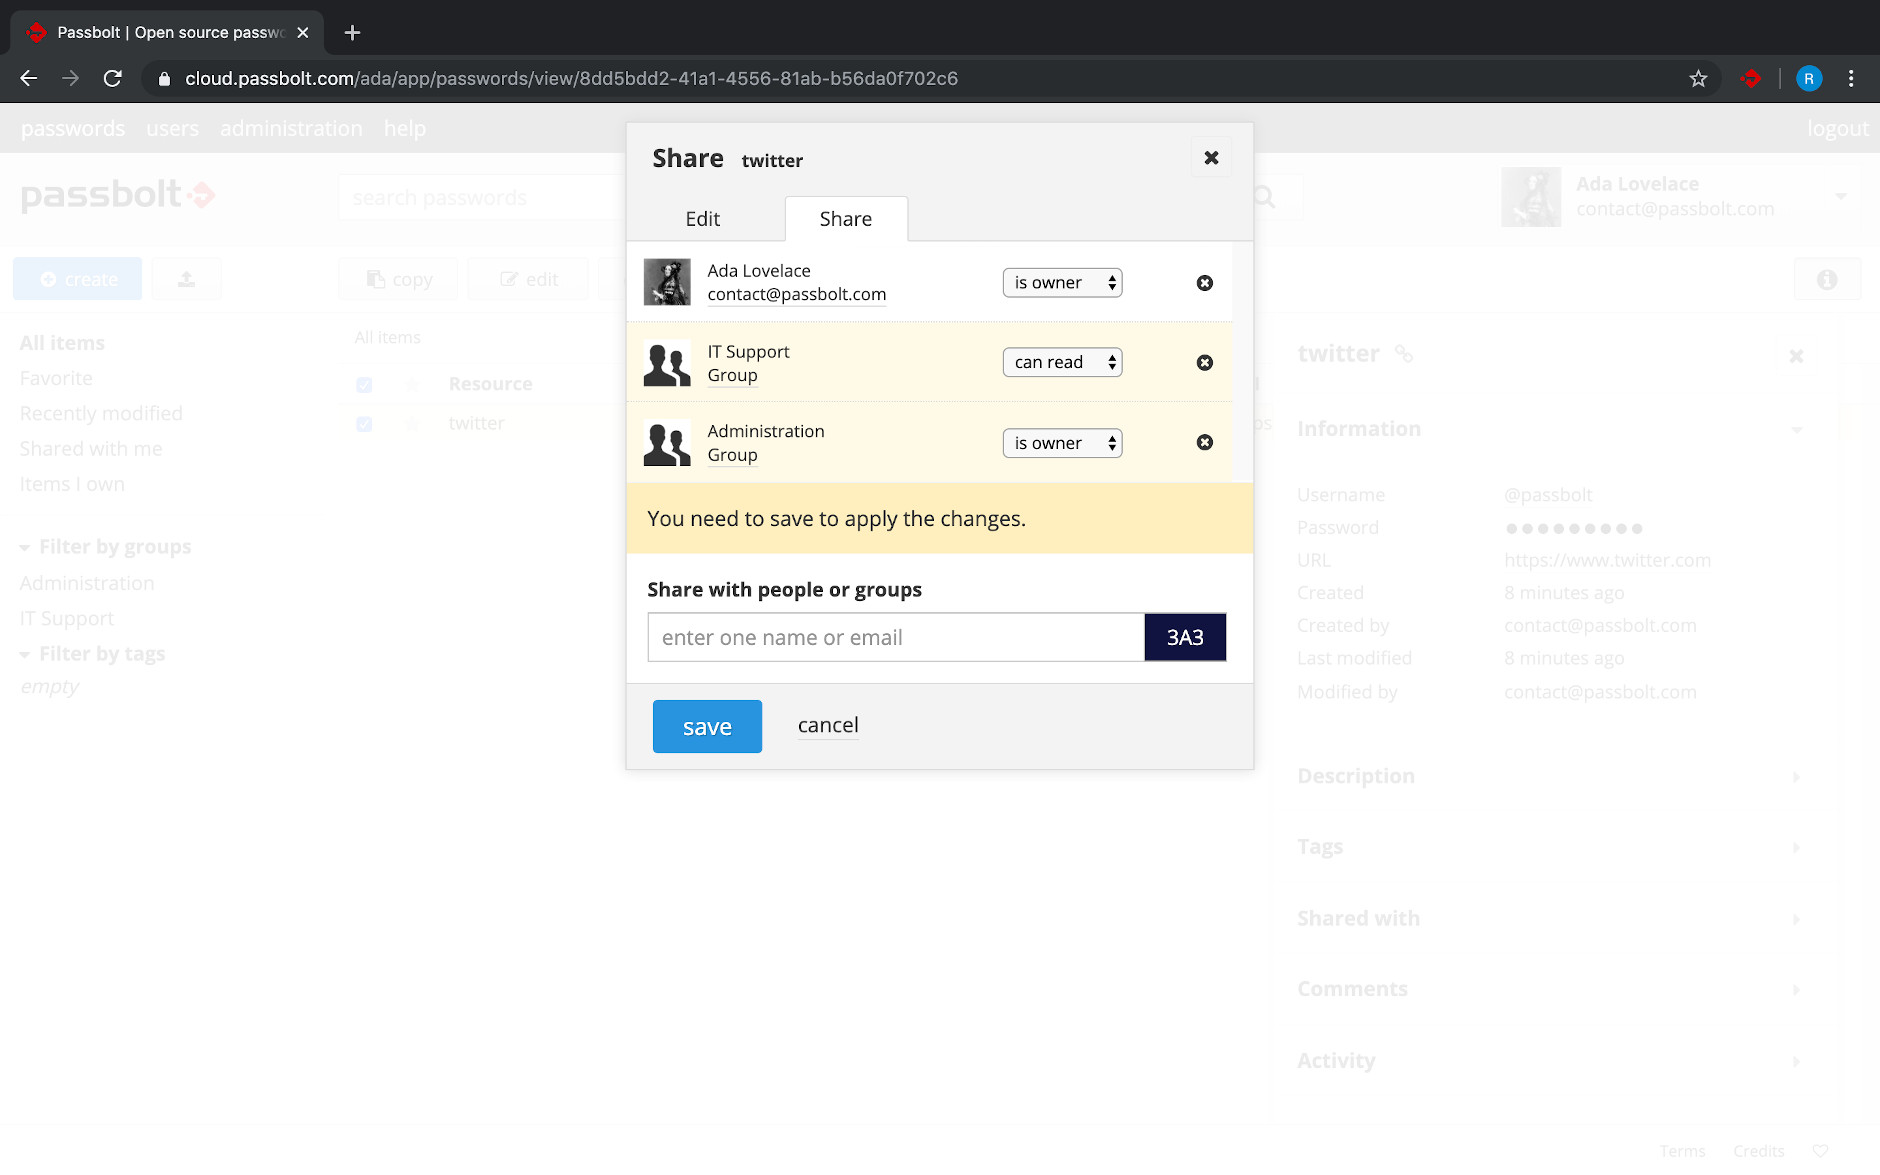 Passbolt | Open source passwo
cloud.passbolt.com/ada/app/passwords/view/8dd5bdd2-41a1-4556-81ab-b56da0f702c6
R
passwords users administration help
logout
passbolt
search passwords
Ada Lovelace
contact@passbolt.com
create
copy
edit
All items
Favorite
Recently modified
Shared with me
Items I own
Filter by groups
Administration
IT Support
Filter by tags
empty
All items
Resource
twitter
Share twitter
Edit
Share
Ada Lovelace
contact@passbolt.com
is owner
IT Support
Group
can read
Administration
Group
is owner
You need to save to apply the changes.
Share with people or groups
enter one name or email
3A3
save
cancel
twitter
Information
Username @passbolt
Password
URL https://www.twitter.com
Created 8 minutes ago
Created by contact@passbolt.com
Last modified 8 minutes ago
Modified by contact@passbolt.com
Description
Tags
Shared with
Comments
Activity
Terms Credits